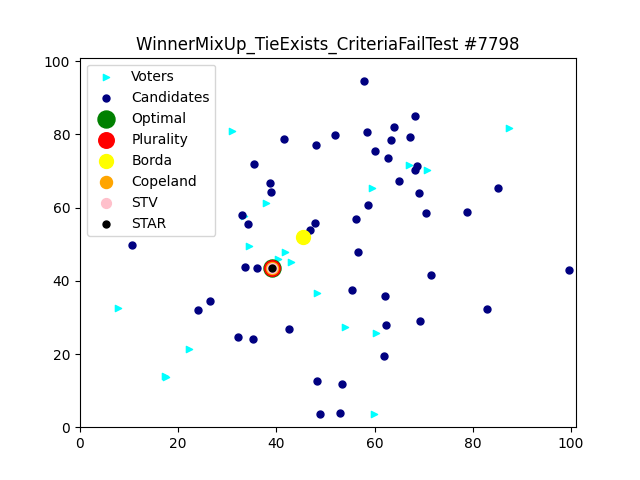 WinnerMixUp_TieExists_CriteriaFailTest #7798
100
80
60
40
20
0
Voters
Candidates
Optimal
Plurality
Borda
Copeland
STV
STAR
0 20 40 60 80 100